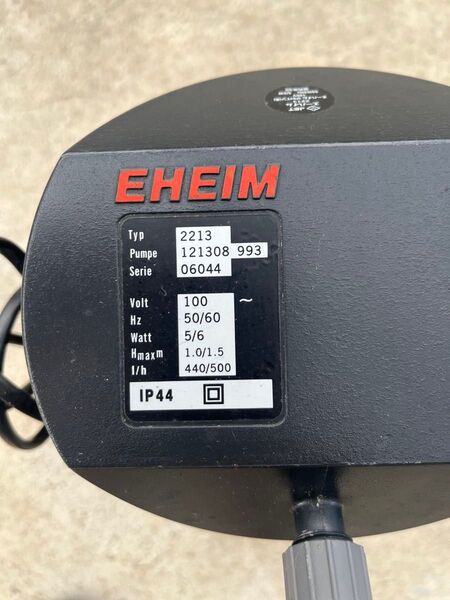 EHEIM
Typ 2213
Pumpe 121308 993
Serie 06044
Volt 100 ~
Hz 50/60
Watt 5/6
Hmaxm 1.0/1.5
l/h 440/500
IP44